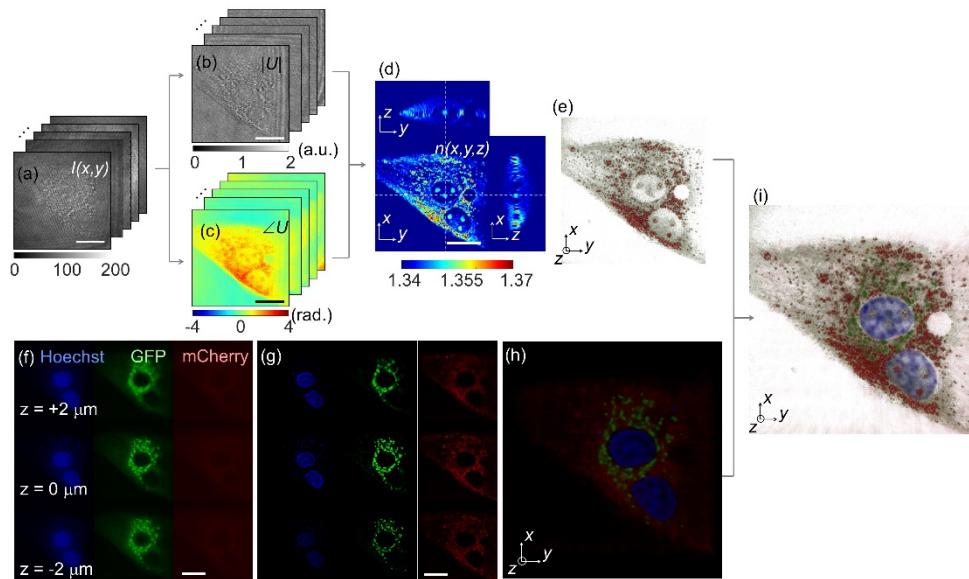 (a)
I(x,y)
0 100 200
(b)
|U|
(a.u.)
0 1 2
(c)
∠U
(rad.)
-4 0 4
(d)
z
y
n(x,y,z)
x
y
x
z
1.34 1.355 1.37
(e)
x
z y
(f) Hoechst GFP mCherry
z = +2 μm
z = 0 μm
z = -2 μm
(g)
(h)
x
z y
(i)
x
z y